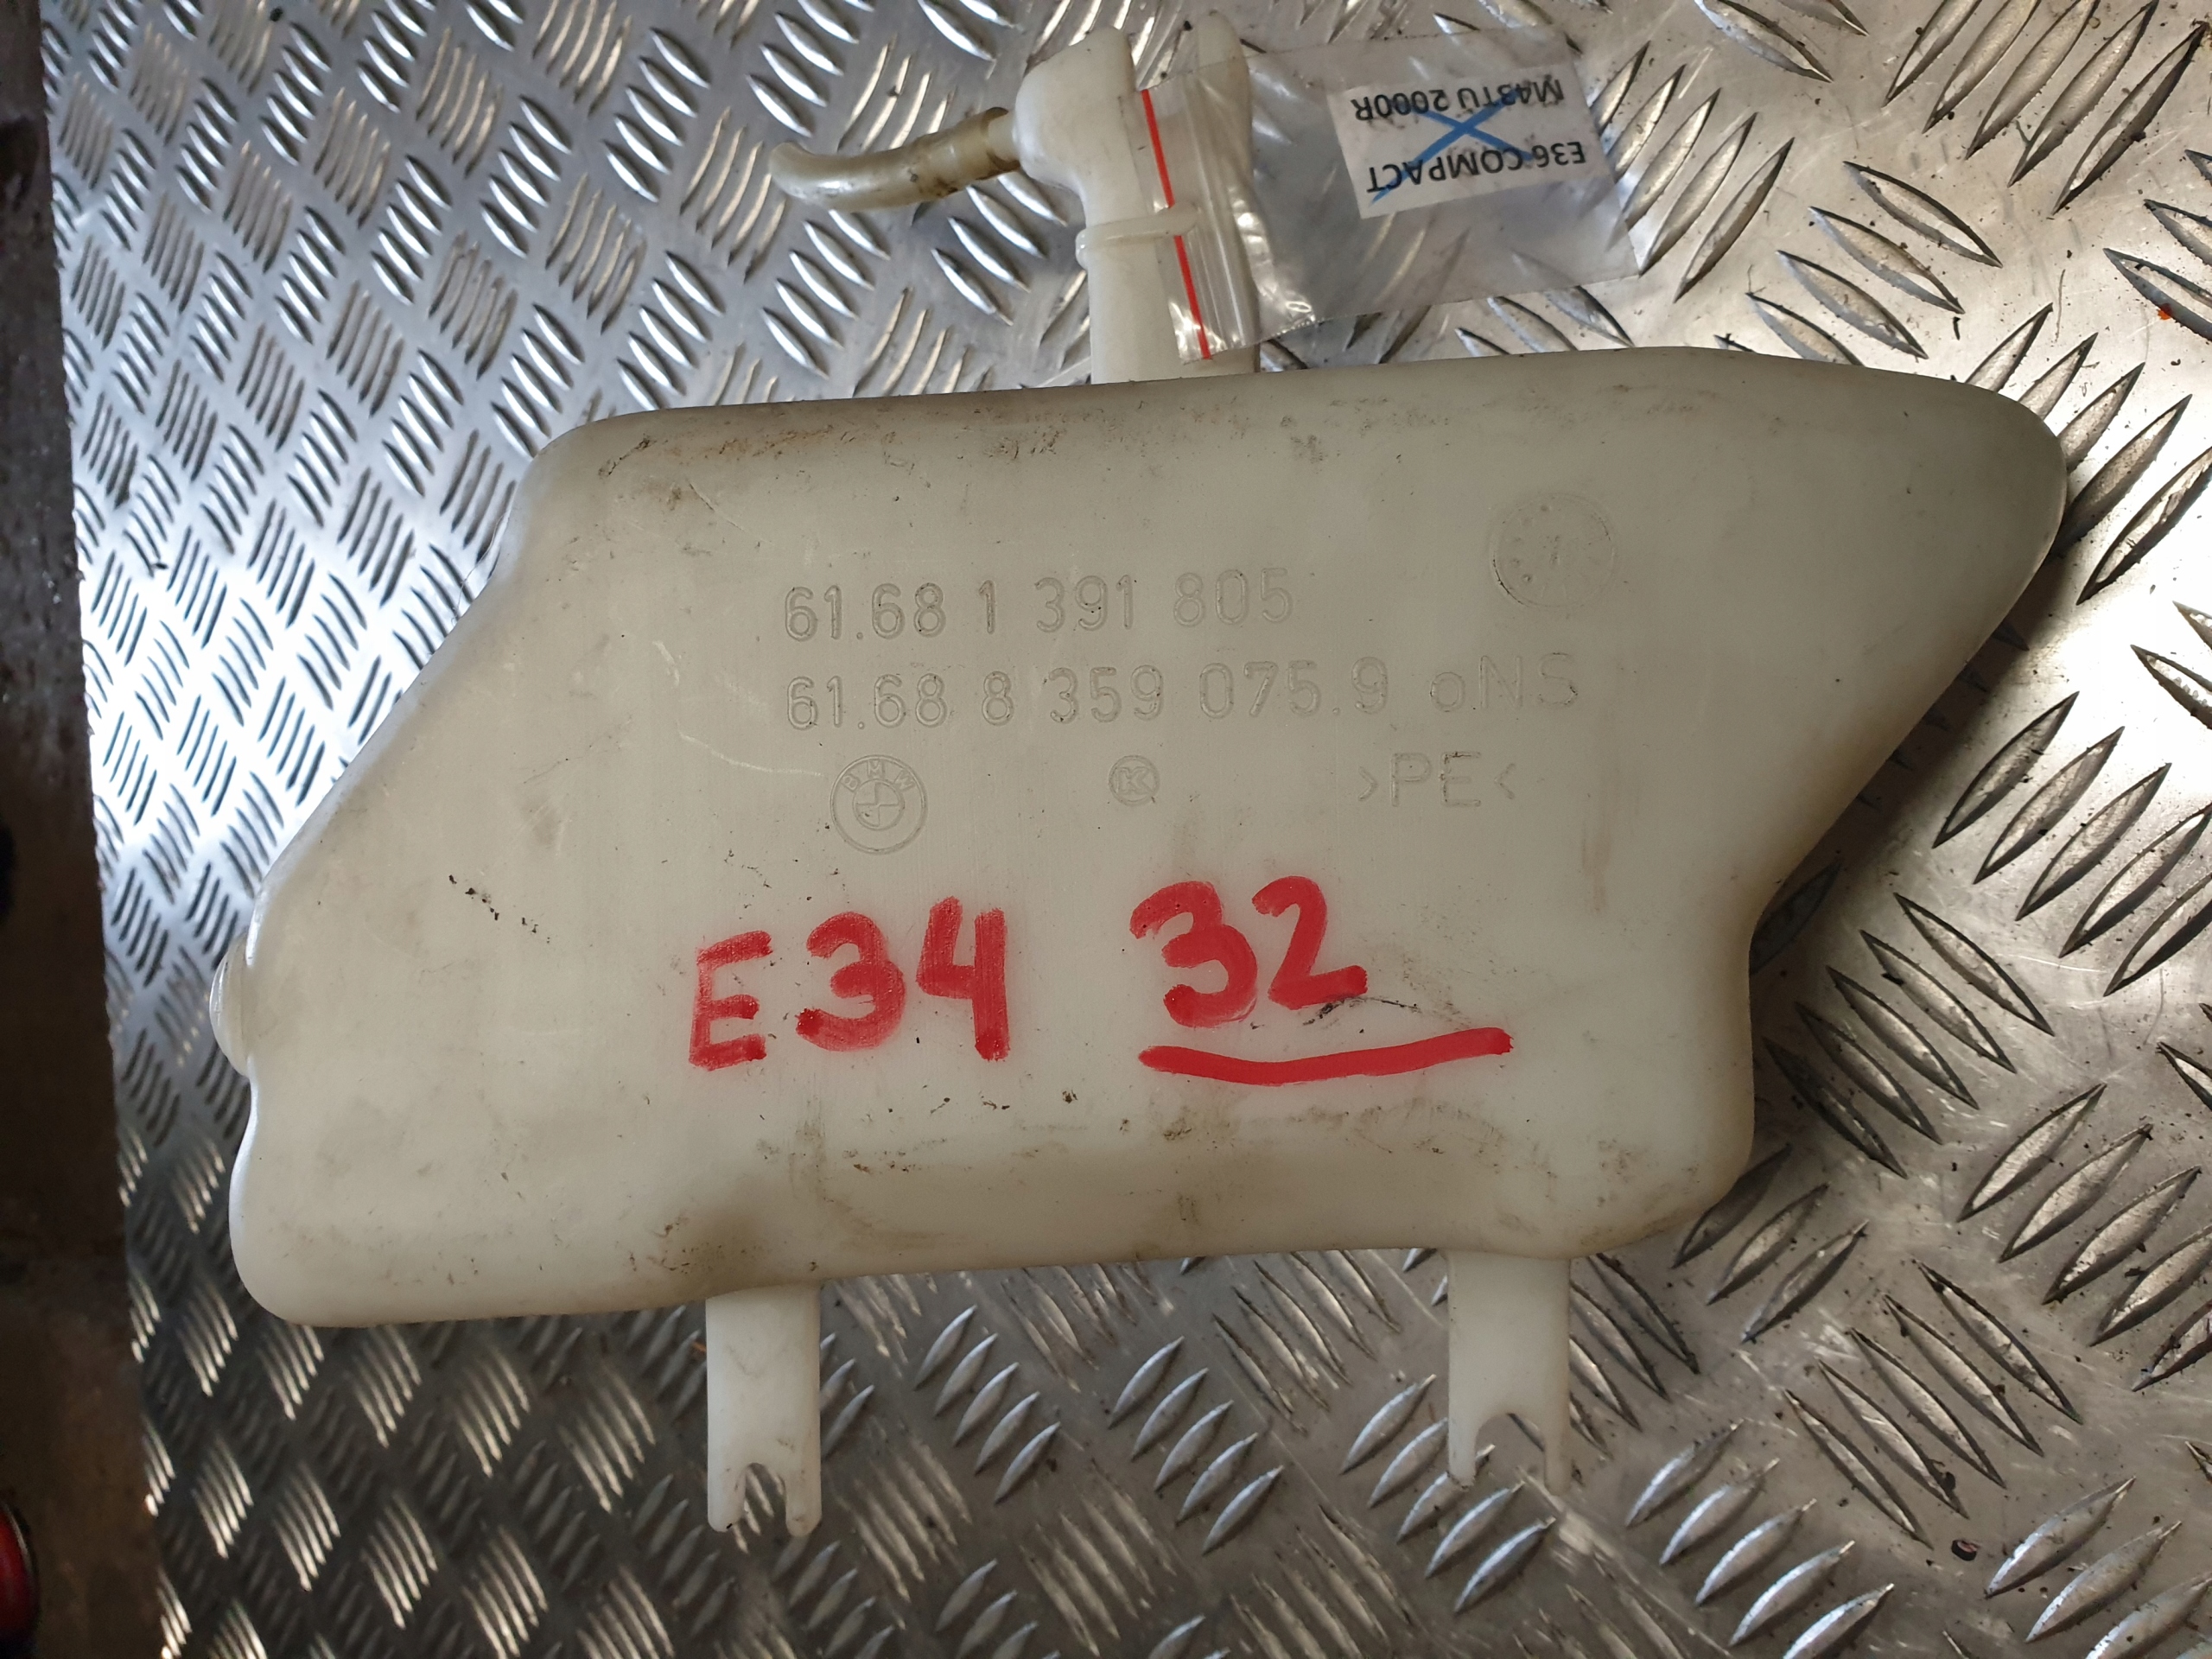 E36 COMPACT
MA3TU 2000R
61.68 1 391 805
61.68 8 359 075.9 oNS
BMW
K
>PE<
E34 32